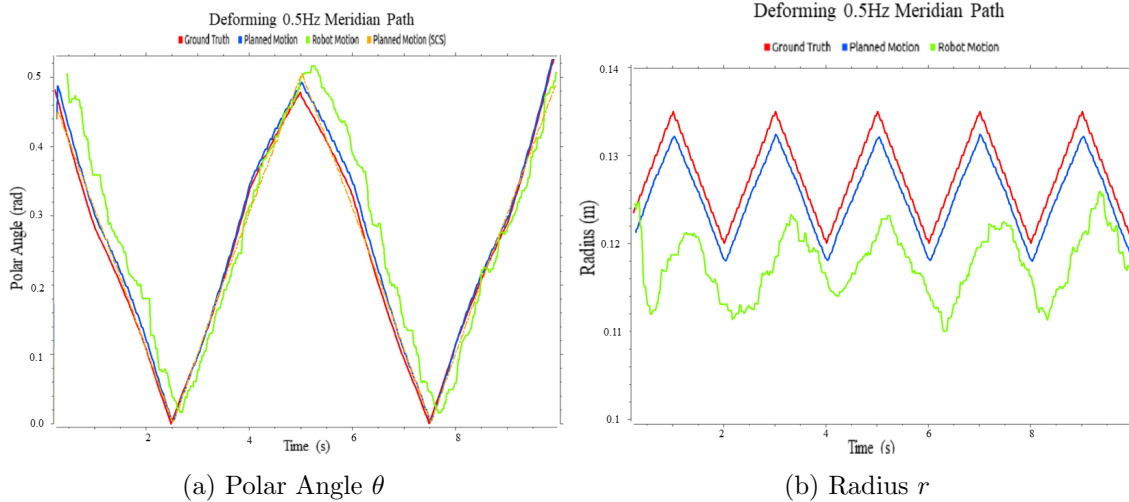 Deforming 0.5Hz Meridian Path
Ground Truth Planned Motion Robot Motion Planned Motion (SCS)
Polar Angle (rad)
0.5
0.4
0.3
0.2
0.1
0.0
2 4 6 8
Time (s)
(a) Polar Angle θ
Deforming 0.5Hz Meridian Path
Ground Truth Planned Motion Robot Motion
Radius (m)
0.14
0.13
0.12
0.11
0.1
2 4 6 8
Time (s)
(b) Radius r